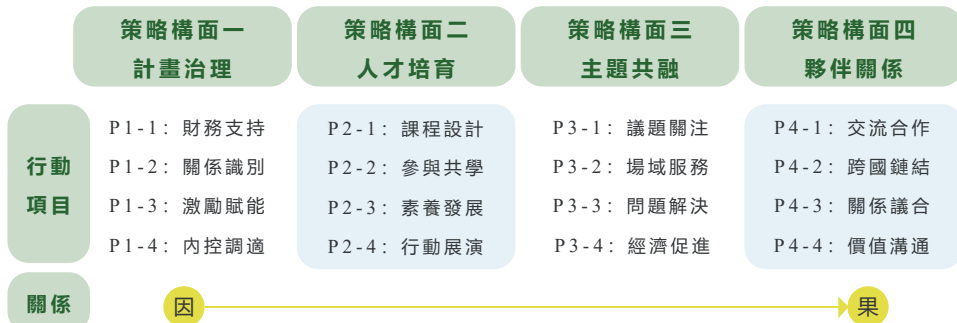 策略構面一
計畫治理
策略構面二
人才培育
策略構面三
主題共融
策略構面四
夥伴關係
行動
項目
P1-1：財務支持
P1-2：關係識別
P1-3：激勵賦能
P1-4：內控調適
P2-1：課程設計
P2-2：參與共學
P2-3：素養發展
P2-4：行動展演
P3-1：議題關注
P3-2：場域服務
P3-3：問題解決
P3-4：經濟促進
P4-1：交流合作
P4-2：跨國鏈結
P4-3：關係議合
P4-4：價值溝通
關係
因
果